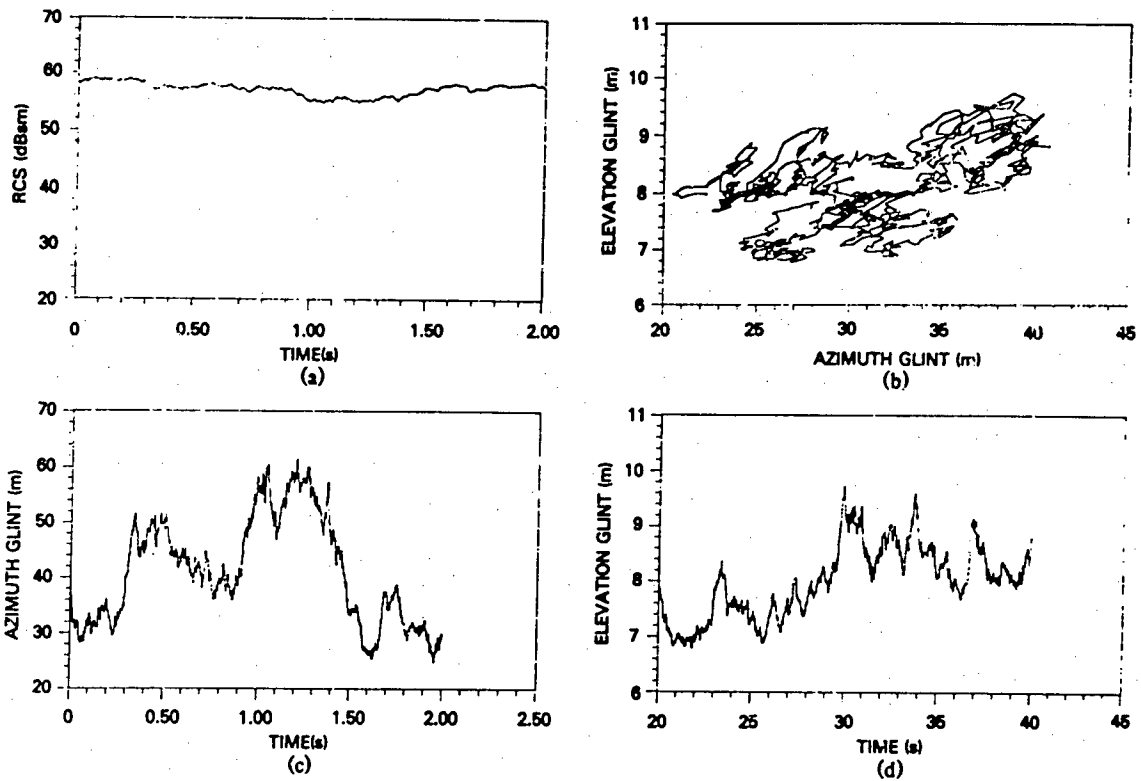 70
60
50
40
30
20
RCS (dBsm)
0 0.50 1.00 1.50 2.00
TIME(s)
(a)
11
10
9
8
7
6
ELEVATION GLINT (m)
20 25 30 35 40 45
AZIMUTH GLINT (m)
(b)
70
60
50
40
30
20
AZIMUTH GLINT (m)
0 0.50 1.00 1.50 2.00 2.50
TIME(s)
(c)
11
10
9
8
7
6
ELEVATION GLINT (m)
20 25 30 35 40 45
TIME (s)
(d)